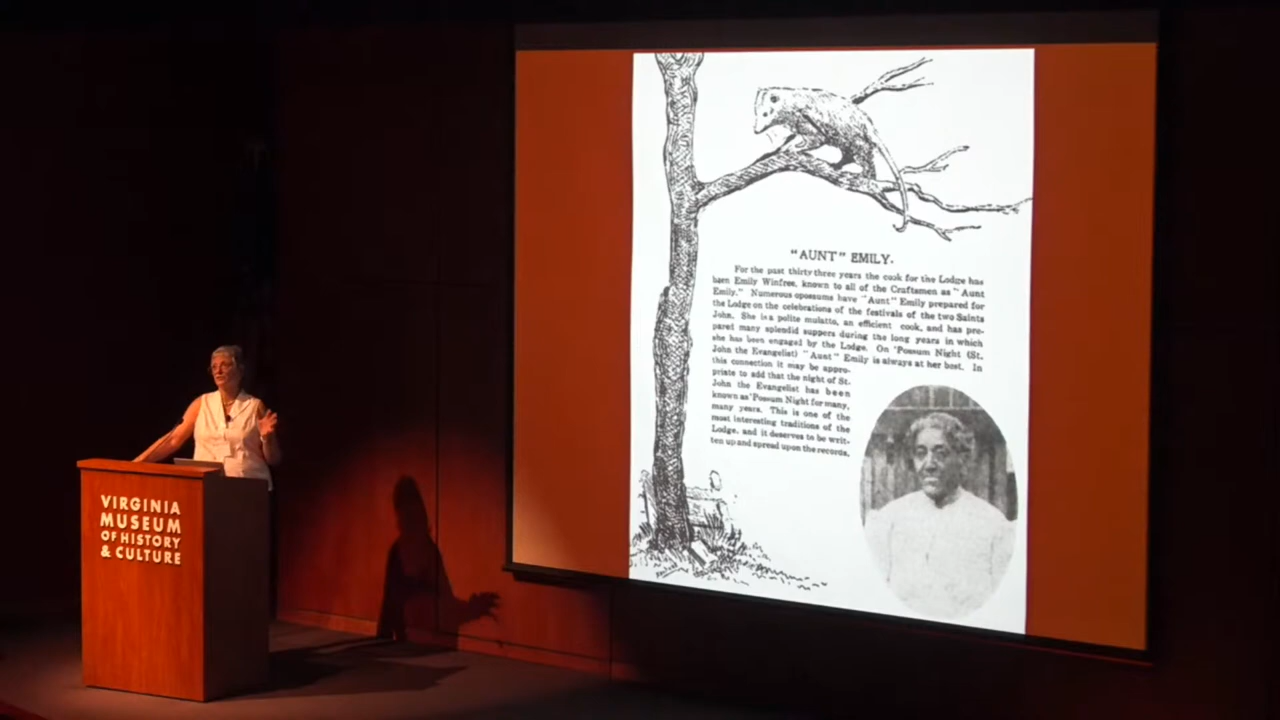 VIRGINIA
MUSEUM
OF HISTORY
& CULTURE
"AUNT" EMILY.
For the past thirty three years the cook for the Lodge has
been Emily Winfree, known to all of the Craftsmen as "Aunt
Emily." Numerous opossums have "Aunt" Emily prepared for
the Lodge on the celebrations of the festivals of the two Saints
John. She is a polite mulatto, an efficient cook, and has pre-
pared many splendid suppers during the long years in which
she has been engaged by the Lodge. On 'Possum Night (St.
John the Evangelist) "Aunt" Emily is always at her best. In
this connection it may be appro-
priate to add that the night of St.
John the Evangelist has been
known as 'Possum Night for many,
many years. This is one of the
most interesting traditions of the
Lodge, and it deserves to be writ-
ten up and spread upon the records.